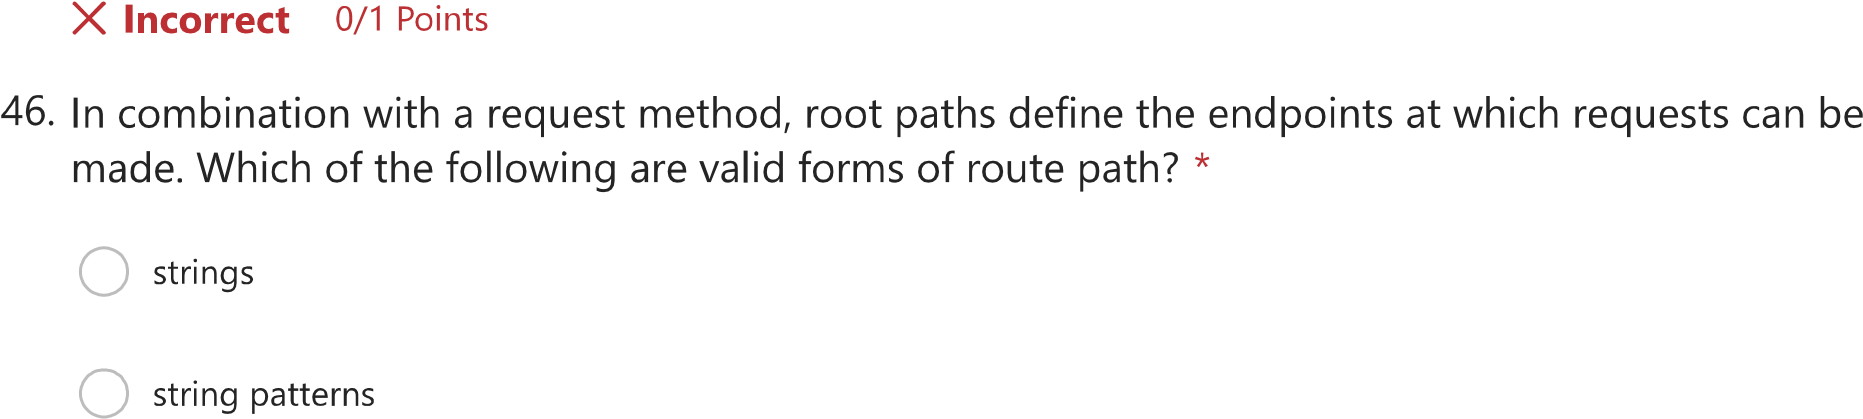 Incorrect 0/1 Points
46. In combination with a request method, root paths define the endpoints at which requests can be
made. Which of the following are valid forms of route path? *
strings
string patterns